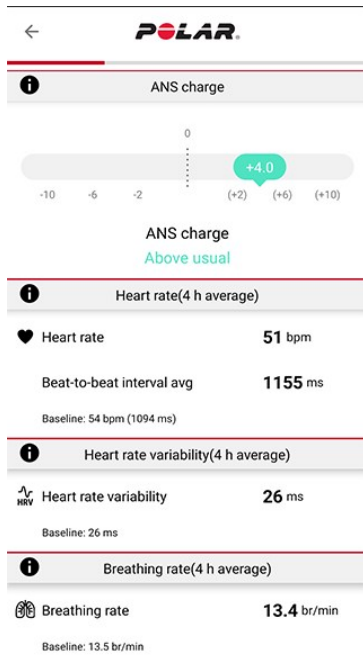 POLAR.
ANS charge
0
+4.0
-10 -6 -2 (+2) (+6) (+10)
ANS charge
Above usual
Heart rate(4 h average)
Heart rate 51 bpm
Beat-to-beat interval avg 1155 ms
Baseline: 54 bpm (1094 ms)
Heart rate variability(4 h average)
HRV Heart rate variability 26 ms
Baseline: 26 ms
Breathing rate(4 h average)
Breathing rate 13.4 br/min
Baseline: 13.5 br/min